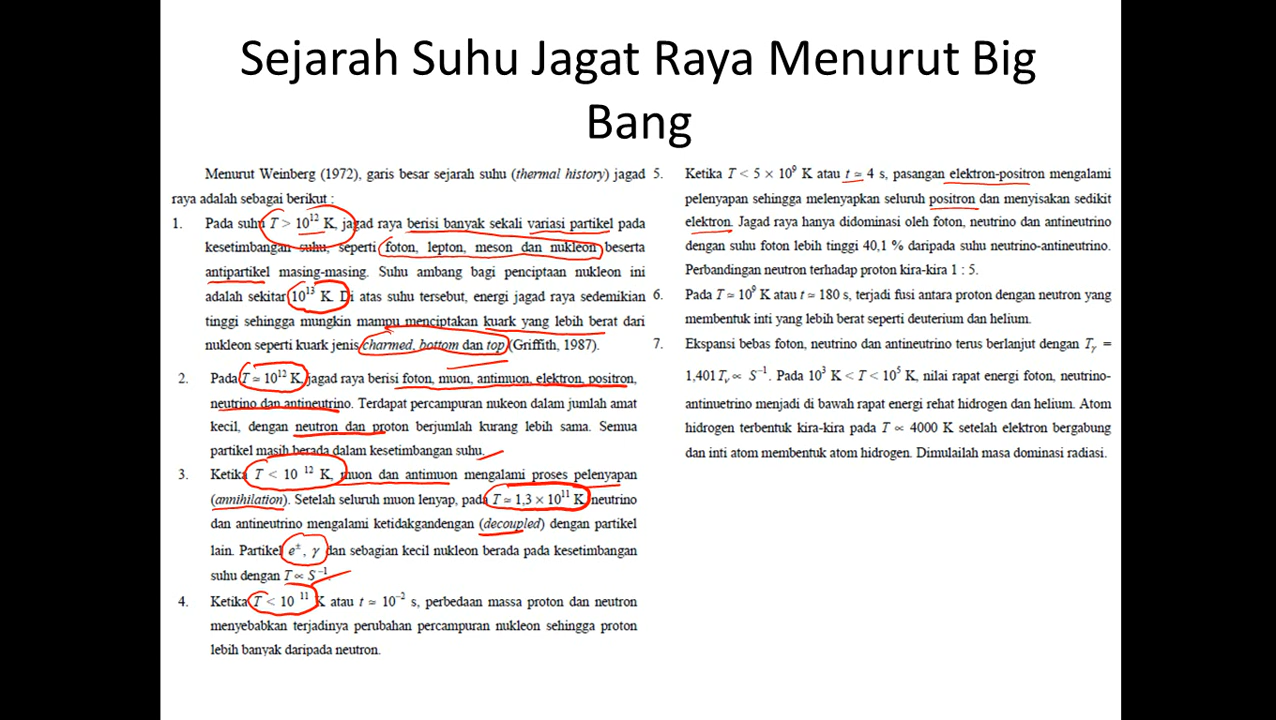 Sejarah Suhu Jagat Raya Menurut Big
Bang
Menurut Weinberg (1972), garis besar sejarah suhu (thermal history) jagad
raya adalah sebagai berikut :
1. Pada suhu T > 10¹² K, jagad raya berisi banyak sekali variasi partikel pada
kesetimbangan suhu, seperti foton, lepton, meson dan nukleon beserta
antipartikel masing-masing. Suhu ambang bagi penciptaan nukleon ini
adalah sekitar 10¹³ K. Di atas suhu tersebut, energi jagad raya sedemikian
tinggi sehingga mungkin mampu menciptakan kuark yang lebih berat dari
nukleon seperti kuark jenis charmed, bottom dan top (Griffith, 1987).
2. Pada T ≃ 10¹² K, jagad raya berisi foton, muon, antimuon, elektron, positron,
neutrino dan antineutrino. Terdapat percampuran nukeon dalam jumlah amat
kecil, dengan neutron dan proton berjumlah kurang lebih sama. Semua
partikel masih berada dalam kesetimbangan suhu.
3. Ketika T < 10 ¹² K, muon dan antimuon mengalami proses pelenyapan
(annihilation). Setelah seluruh muon lenyap, pada T ≃ 1,3 × 10¹¹ K neutrino
dan antineutrino mengalami ketidakgandengan (decoupled) dengan partikel
lain. Partikel e±, γ dan sebagian kecil nukleon berada pada kesetimbangan
suhu dengan T ∝ S⁻¹.
4. Ketika T < 10 ¹¹ K atau t ≃ 10⁻² s, perbedaan massa proton dan neutron
menyebabkan terjadinya perubahan percampuran nukleon sehingga proton
lebih banyak daripada neutron.
5. Ketika T < 5 × 10⁹ K atau t ≃ 4 s, pasangan elektron-positron mengalami
pelenyapan sehingga melenyapkan seluruh positron dan menyisakan sedikit
elektron. Jagad raya hanya didominasi oleh foton, neutrino dan antineutrino
dengan suhu foton lebih tinggi 40,1 % daripada suhu neutrino-antineutrino.
Perbandingan neutron terhadap proton kira-kira 1 : 5.
6. Pada T ≃ 10⁹ K atau t ≃ 180 s, terjadi fusi antara proton dengan neutron yang
membentuk inti yang lebih berat seperti deuterium dan helium.
7. Ekspansi bebas foton, neutrino dan antineutrino terus berlanjut dengan Tγ =
1,401Tν ∝ S⁻¹. Pada 10³ K < T < 10⁵ K, nilai rapat energi foton, neutrino-
antinuetrino menjadi di bawah rapat energi rehat hidrogen dan helium. Atom
hidrogen terbentuk kira-kira pada T ∝ 4000 K setelah elektron bergabung
dan inti atom membentuk atom hidrogen. Dimulailah masa dominasi radiasi.